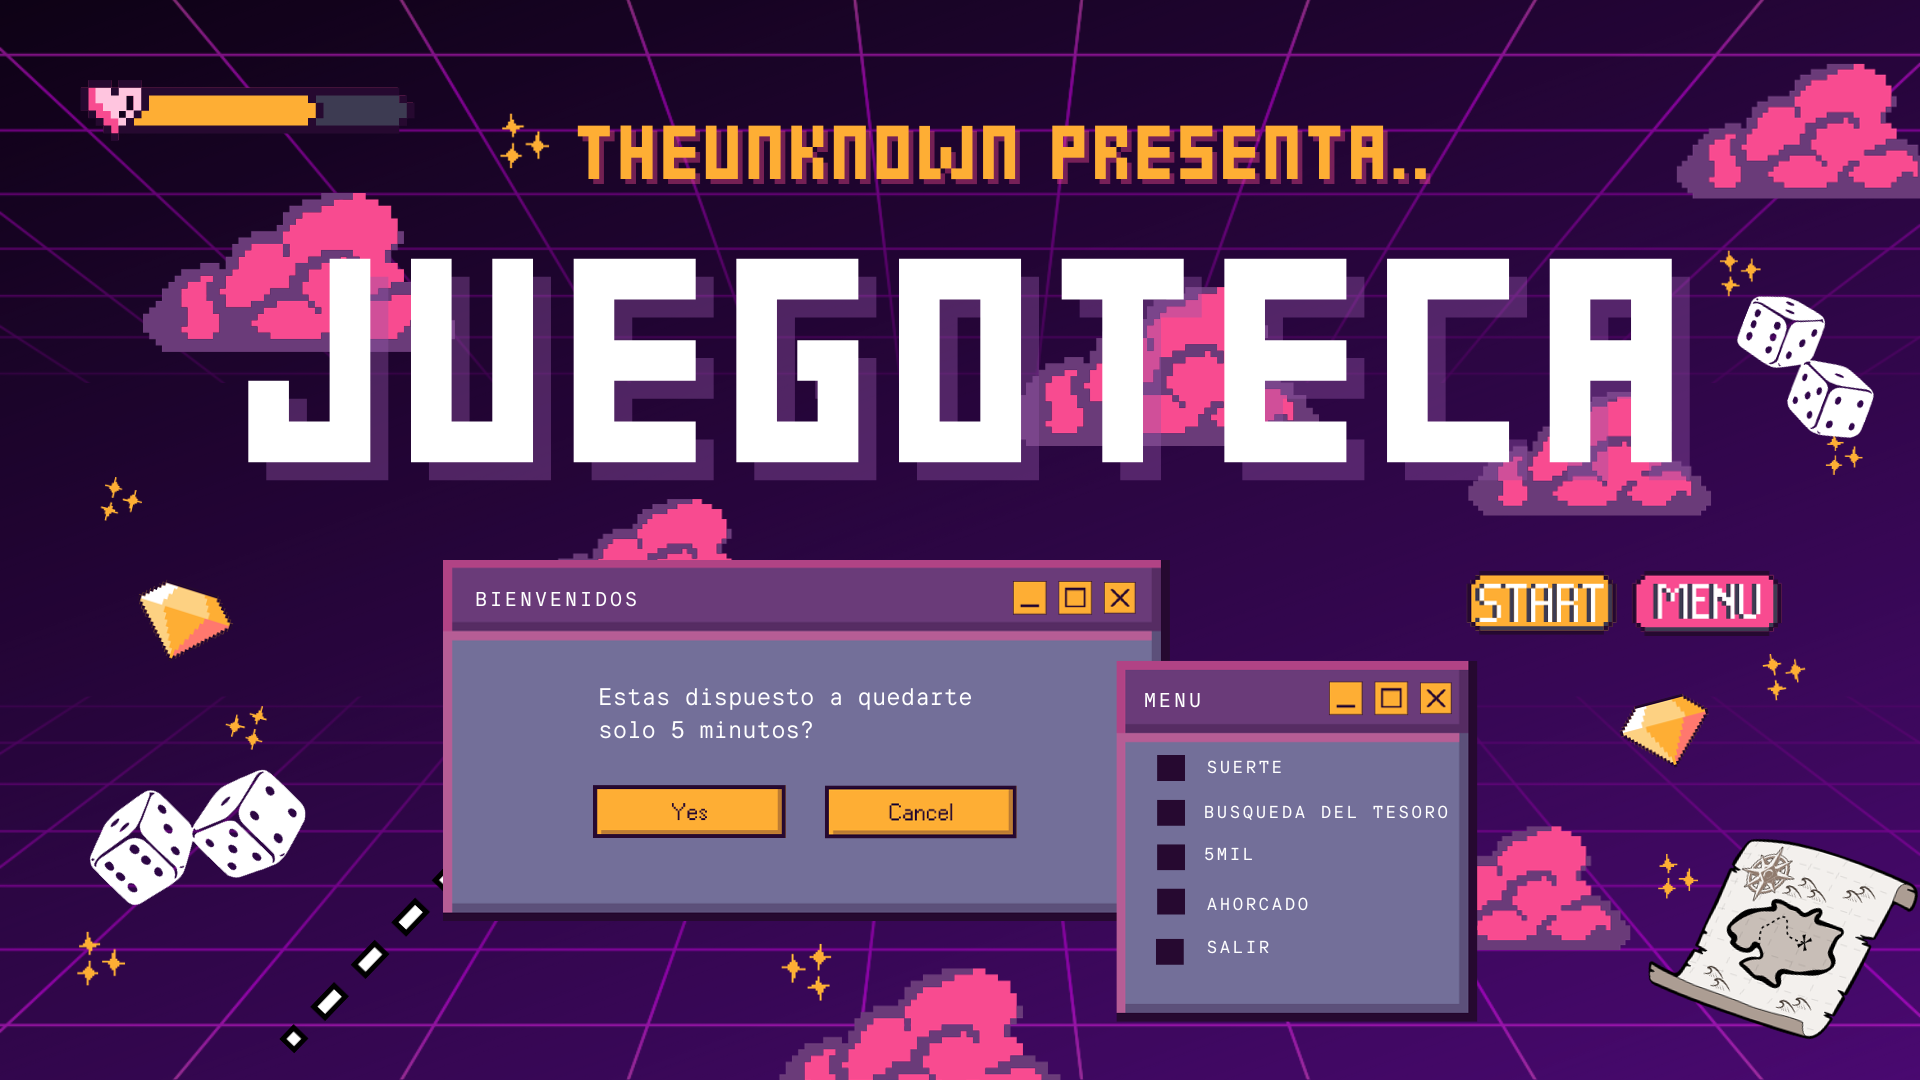 THEUNKNOWN PRESENTA..
JUEGOTECA
START MENU
BIENVENIDOS
Estas dispuesto a quedarte
solo 5 minutos?
Yes Cancel
MENU
SUERTE
BUSQUEDA DEL TESORO
5MIL
AHORCADO
SALIR